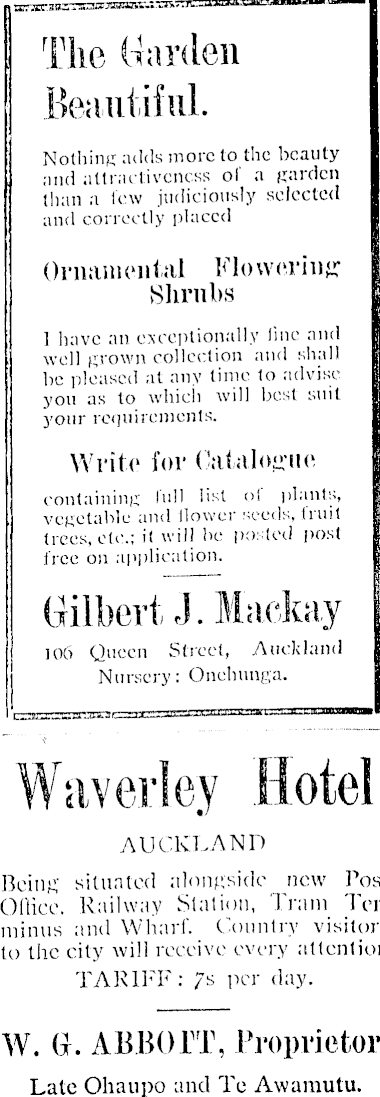 The Garden
Beautiful.
Nothing adds more to the beauty
and attractiveness of a garden
than a few judiciously selected
and correctly placed
Ornamental Flowering
Shrubs
I have an exceptionally fine and
well grown collection and shall
be pleased at any time to advise
you as to which will best suit
your requirements.
Write for Catalogue
containing full list of plants,
vegetable and flower seeds, fruit
trees, etc.; it will be posted post
free on application.
Gilbert J. Mackay
106 Queen Street, Auckland
Nursery: Onehunga.
Waverley Hotel
AUCKLAND
Being situated alongside new Pos
Office, Railway Station, Tram Ter
minus and Wharf. Country visitor
to the city will receive every attention
TARIFF: 7s per day.
W. G. ABBOTT, Proprietor
Late Ohaupo and Te Awamutu.